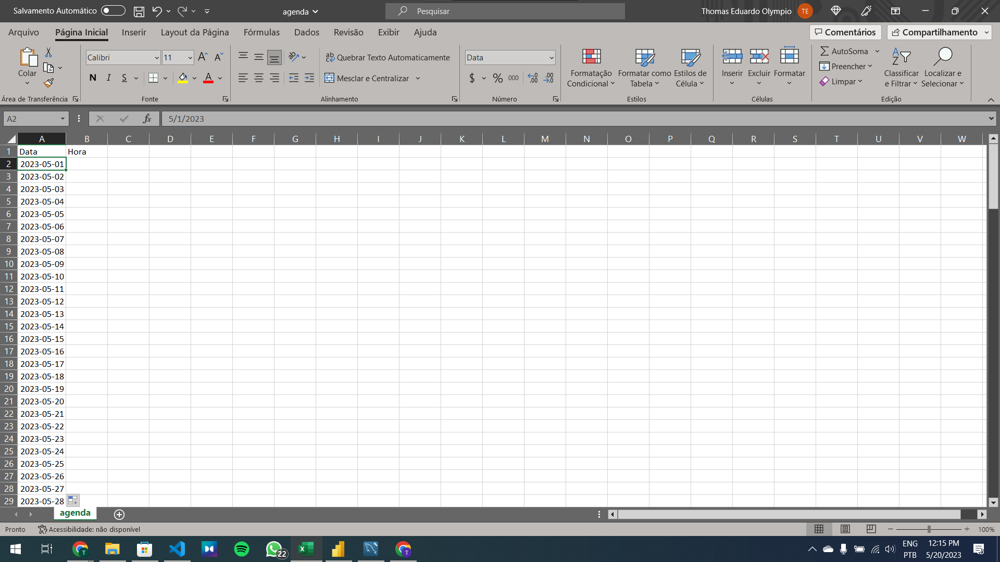 Salvamento Automático
agenda
Pesquisar
Thomas Eduardo Olympio TE
Arquivo Página Inicial Inserir Layout da Página Fórmulas Dados Revisão Exibir Ajuda
Comentários Compartilhamento
Colar
Área de Transferência
Calibri 11
N I S A
Fonte
Quebrar Texto Automaticamente
Mesclar e Centralizar
Alinhamento
Data
$ % 000
Número
Formatação Condicional
Formatar como Tabela
Estilos de Célula
Estilos
Inserir Excluir Formatar
Células
AutoSoma
Preencher
Limpar
Classificar e Filtrar
Localizar e Selecionar
Edição
A2 fx 5/1/2023
A B C D E F G H I J K L M N O P Q R S T U V W
1 Data Hora
2 2023-05-01
3 2023-05-02
4 2023-05-03
5 2023-05-04
6 2023-05-05
7 2023-05-06
8 2023-05-07
9 2023-05-08
10 2023-05-09
11 2023-05-10
12 2023-05-11
13 2023-05-12
14 2023-05-13
15 2023-05-14
16 2023-05-15
17 2023-05-16
18 2023-05-17
19 2023-05-18
20 2023-05-19
21 2023-05-20
22 2023-05-21
23 2023-05-22
24 2023-05-23
25 2023-05-24
26 2023-05-25
27 2023-05-26
28 2023-05-27
29 2023-05-28
agenda
Pronto Acessibilidade: não disponível 100%
22
ENG
PTB
12:15 PM
5/20/2023